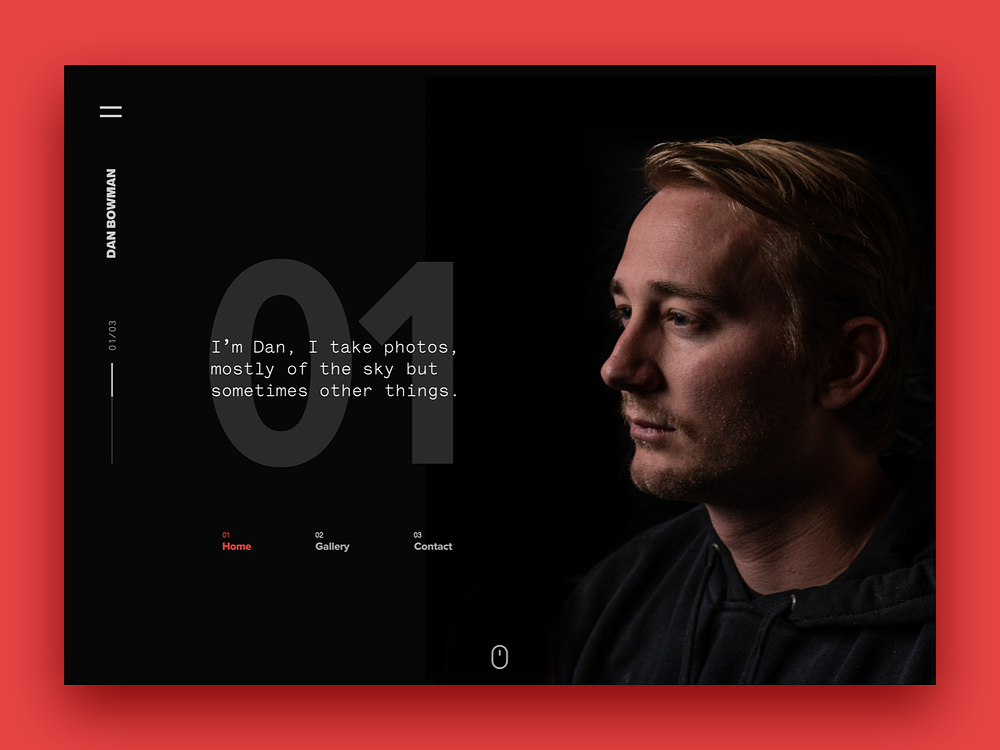 DAN BOWMAN
01/03
01
I’m Dan, I take photos,
mostly of the sky but
sometimes other things.
01
Home
02
Gallery
03
Contact